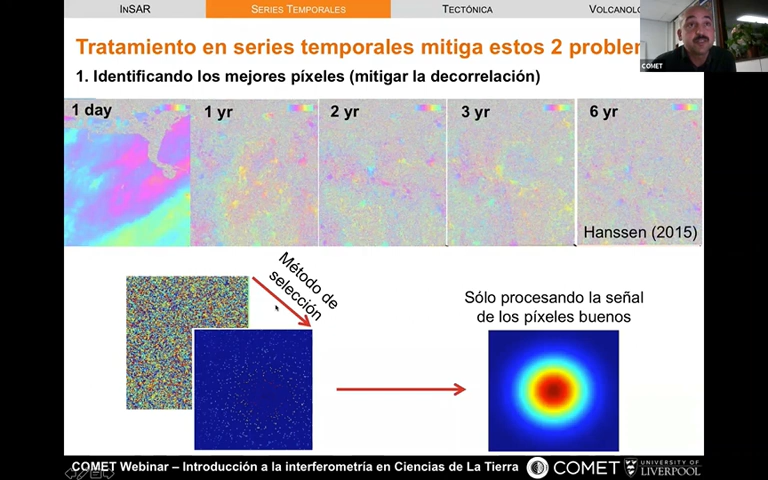 InSAR
SERIES TEMPORALES
TECTÓNICA
Tratamiento en series temporales mitiga estos 2
COMET
1. Identificando los mejores píxeles (mitigar la decorrelación)
1 day
1 yr
2 yr
3 yr
6 yr
Hanssen (2015)
Método de
selección
Sólo procesando la señal
de los píxeles buenos
COMET Webinar – Introducción a la interferometría en Ciencias de La Tierra
COMET
UNIVERSITY OF
LIVERPOOL